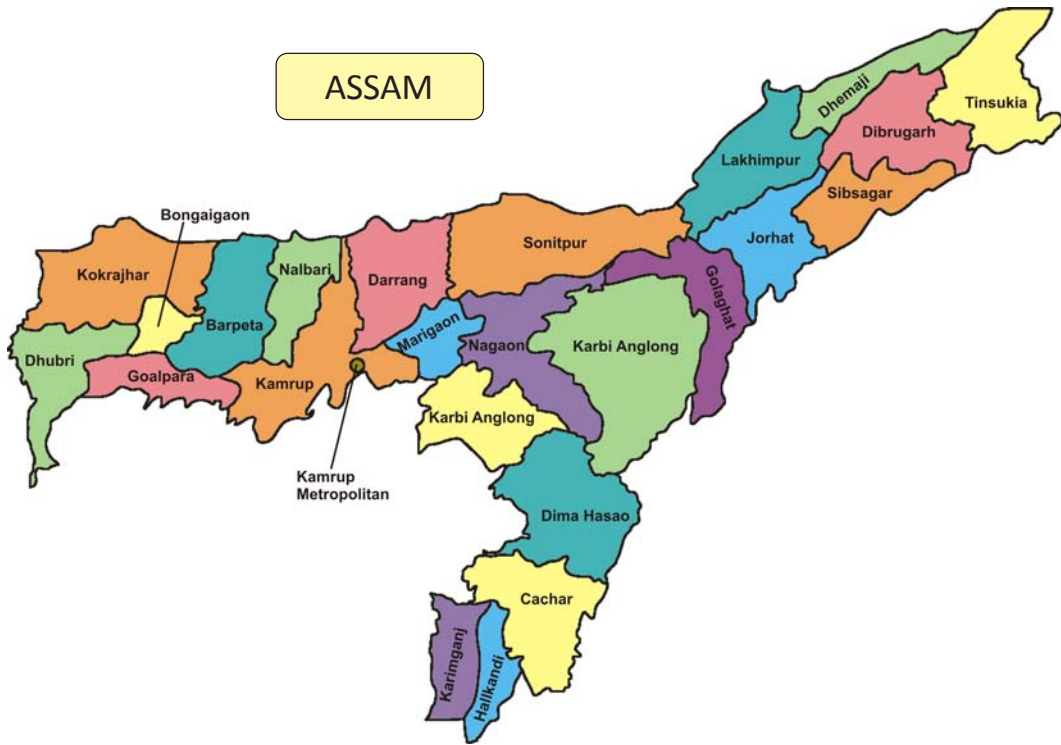 ASSAM
Dhemaji
Tinsukia
Dibrugarh
Lakhimpur
Sibsagar
Bongaigaon
Jorhat
Sonitpur
Kokrajhar
Nalbari
Darrang
Golaghat
Barpeta
Marigaon
Nagaon
Karbi Anglong
Dhubri
Goalpara
Kamrup
Karbi Anglong
Kamrup
Metropolitan
Dima Hasao
Cachar
Karimganj
Hallkandi